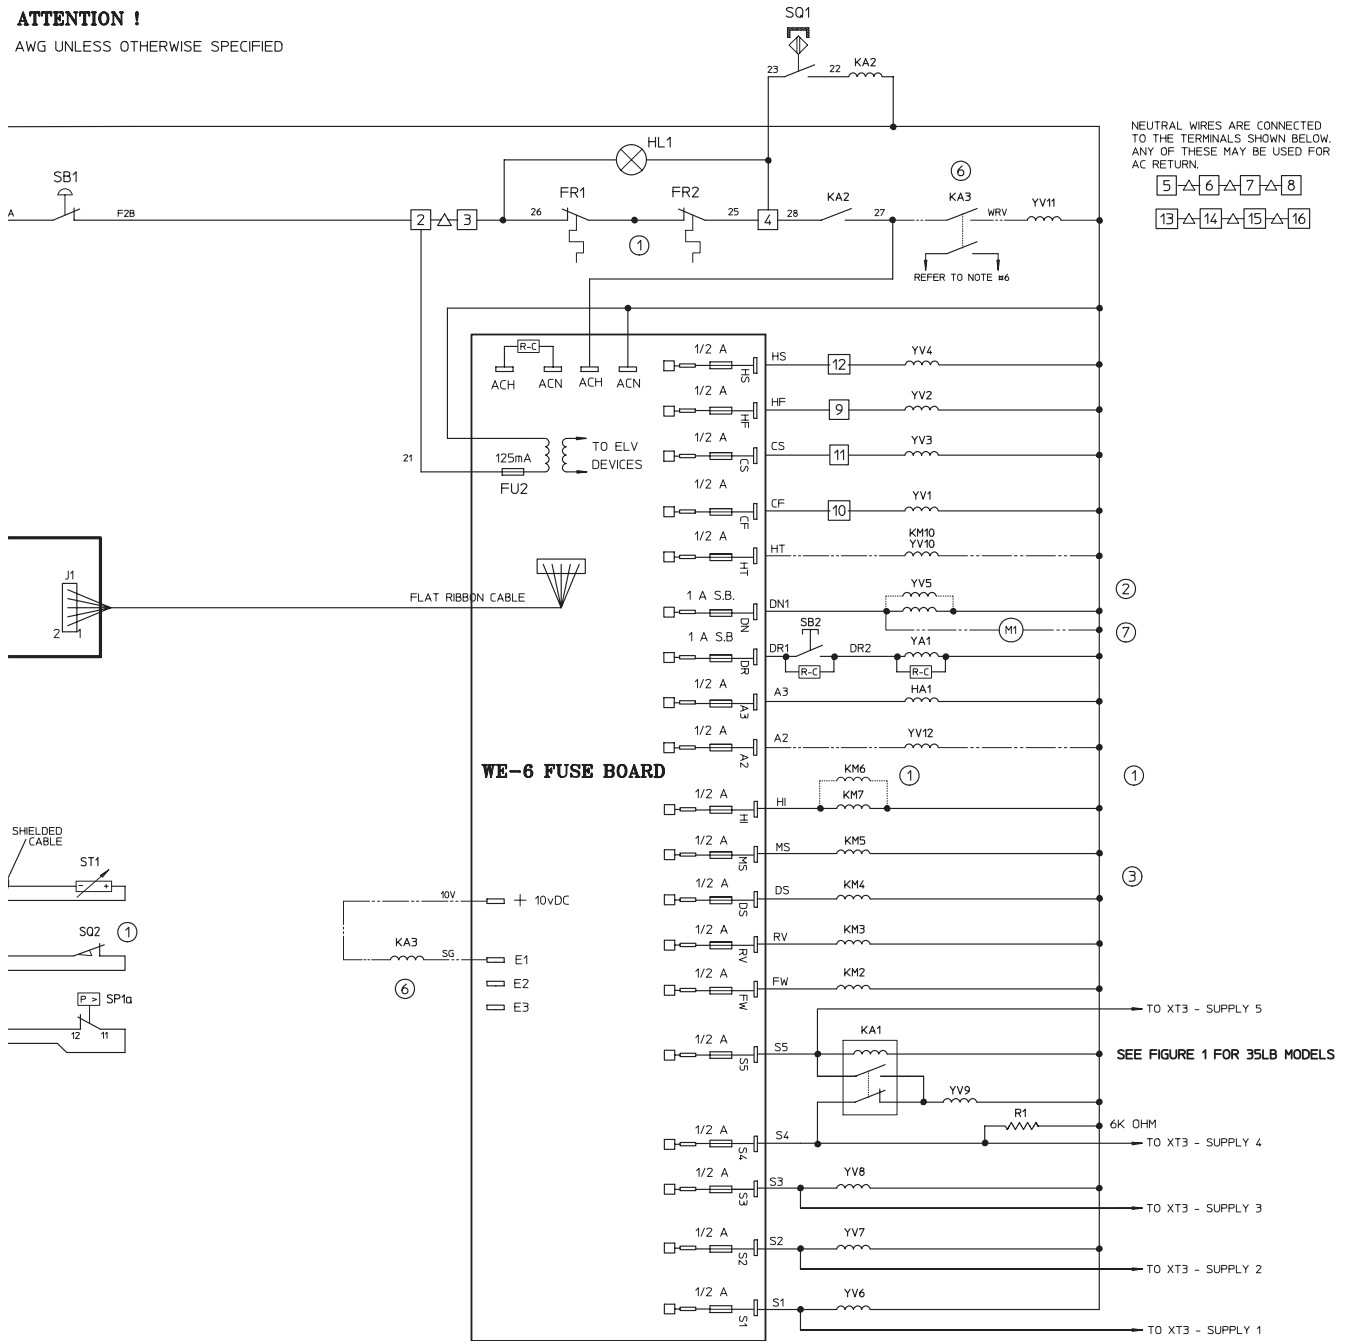 ATTENTION !
AWG UNLESS OTHERWISE SPECIFIED
SQ1
23
22
KA2
NEUTRAL WIRES ARE CONNECTED
TO THE TERMINALS SHOWN BELOW.
ANY OF THESE MAY BE USED FOR
AC RETURN.
5 6 7 8
13 14 15 16
HL1
SB1
A
F2B
2 3
26
FR1
1
FR2
25
4
28
KA2
27
6
KA3
WRV
YV11
REFER TO NOTE #6
R-C
ACH ACN ACH ACN
21
125mA
FU2
TO ELV
DEVICES
1/2 A
HS
HS
12
YV4
1/2 A
HF
HF
9
YV2
1/2 A
CS
CS
11
YV3
1/2 A
CF
CF
10
YV1
1/2 A
HT
HT
KM10
YV10
J1
2 1
FLAT RIBBON CABLE
1 A S.B.
DN
DN1
YV5
2
M1
7
1 A S.B
DR
DR1
SB2
R-C
DR2
YA1
R-C
1/2 A
A3
A3
HA1
1/2 A
A2
A2
YV12
WE-6 FUSE BOARD
1/2 A
HI
HI
KM6
KM7
1
1
1/2 A
MS
MS
KM5
SHIELDED
CABLE
ST1
- +
3
1/2 A
DS
DS
KM4
10V
+ 10vDC
SQ2
1
1/2 A
RV
RV
KM3
KA3
SG
E1
6
E2
E3
1/2 A
FW
FW
KM2
P >
SP1a
12 11
TO XT3 - SUPPLY 5
1/2 A
S5
S5
KA1
SEE FIGURE 1 FOR 35LB MODELS
YV9
R1
6K OHM
1/2 A
S4
S4
TO XT3 - SUPPLY 4
1/2 A
S3
S3
YV8
TO XT3 - SUPPLY 3
1/2 A
S2
S2
YV7
TO XT3 - SUPPLY 2
1/2 A
S1
S1
YV6
TO XT3 - SUPPLY 1